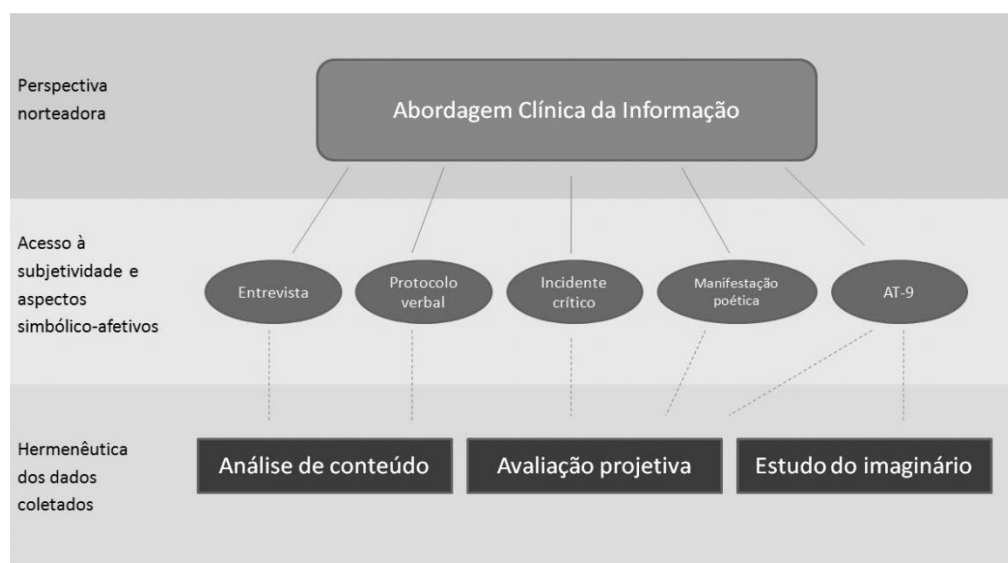 Perspectiva
norteadora
Abordagem Clínica da Informação
Acesso à
subjetividade e
aspectos
simbólico-afetivos
Entrevista
Protocolo
verbal
Incidente
crítico
Manifestação
poética
AT-9
Hermenêutica
dos dados
coletados
Análise de conteúdo
Avaliação projetiva
Estudo do imaginário